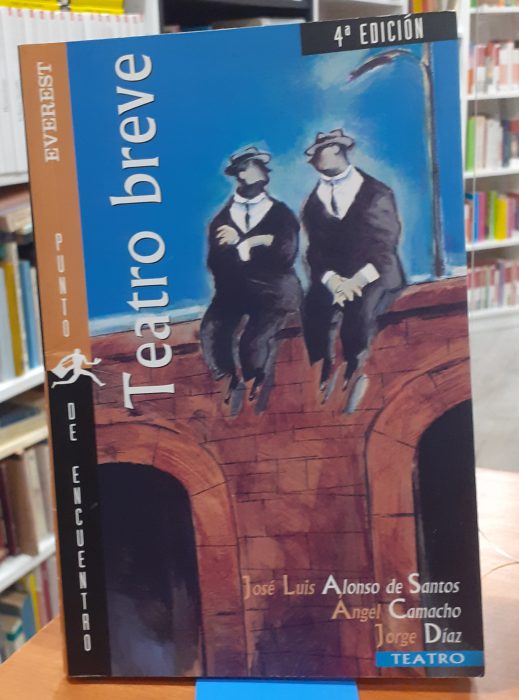 4ª EDICIÓN
EVEREST
PUNTO
DE ENCUENTRO
Teatro breve
José Luis Alonso de Santos
Ángel Camacho
Jorge Díaz
TEATRO